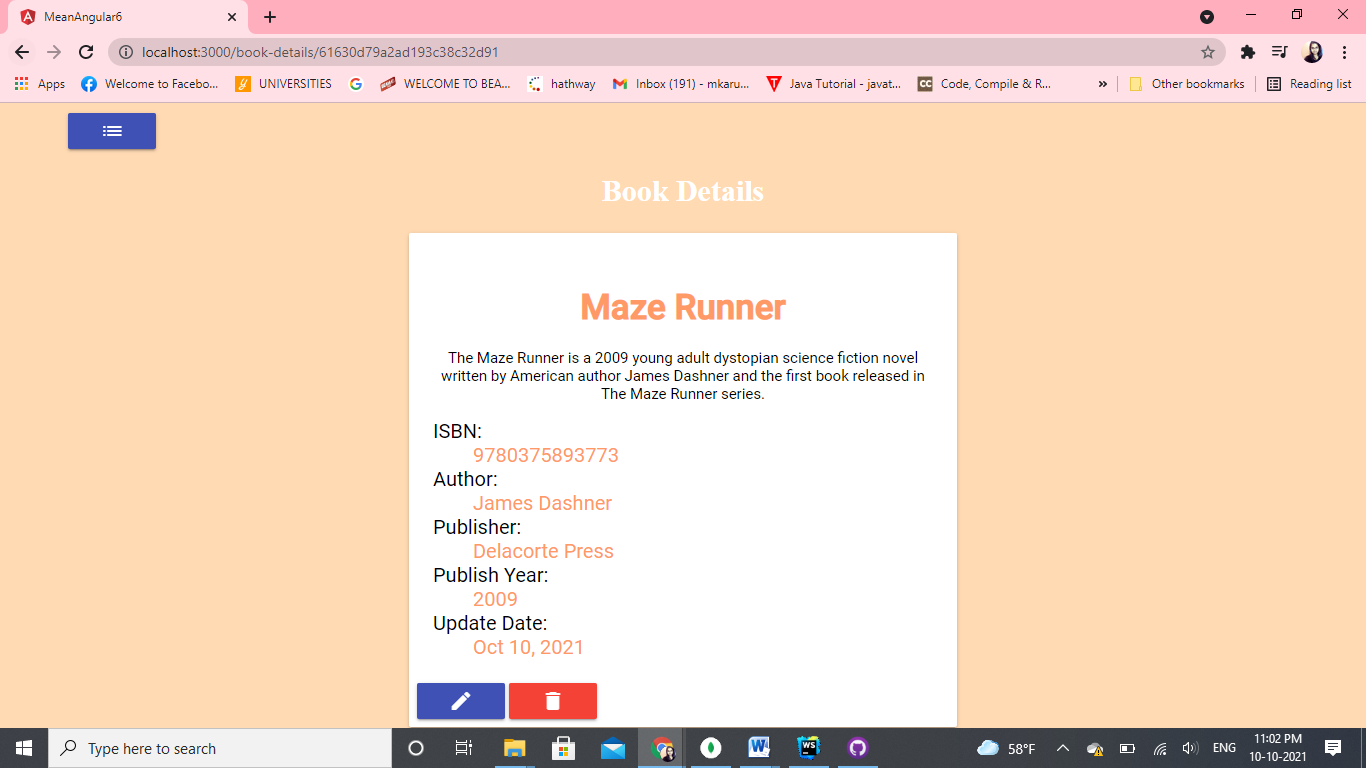 MeanAngular6
localhost:3000/book-details/61630d79a2ad193c38c32d91
Apps Welcome to Facebo... UNIVERSITIES WELCOME TO BEA... hathway Inbox (191) - mkaru... Java Tutorial - javat... CC Code, Compile & R... » Other bookmarks Reading list
Book Details
Maze Runner
The Maze Runner is a 2009 young adult dystopian science fiction novel
written by American author James Dashner and the first book released in
The Maze Runner series.
ISBN:
9780375893773
Author:
James Dashner
Publisher:
Delacorte Press
Publish Year:
2009
Update Date:
Oct 10, 2021
Type here to search
58°F
ENG
11:02 PM
10-10-2021